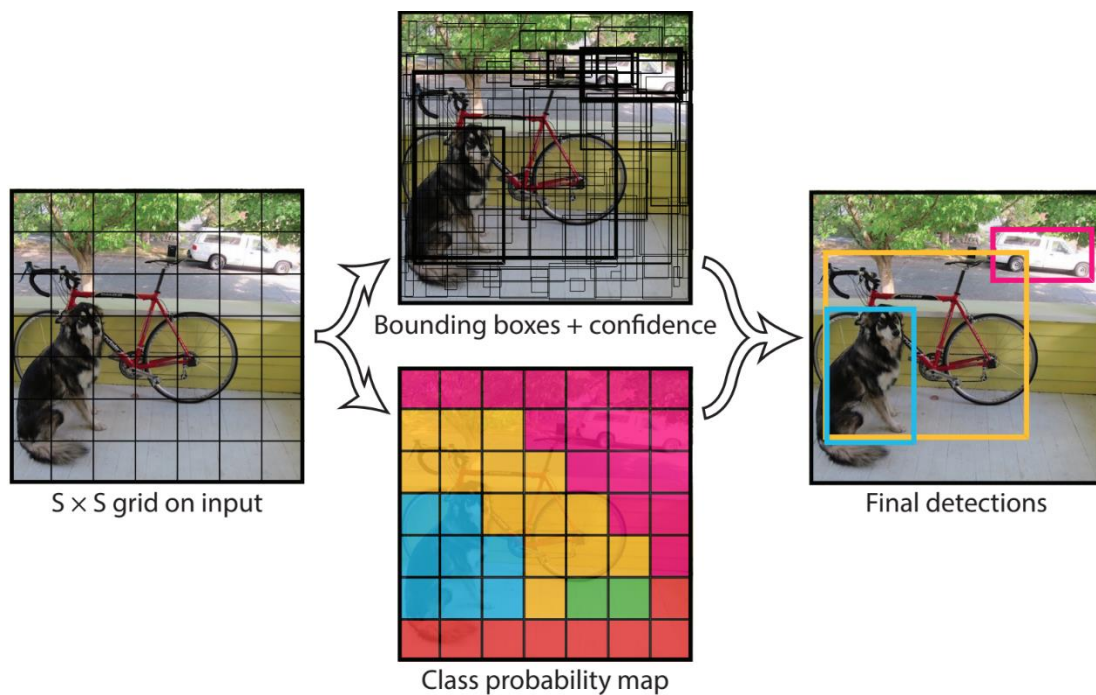 Bounding boxes + confidence
S × S grid on input
Final detections
Class probability map